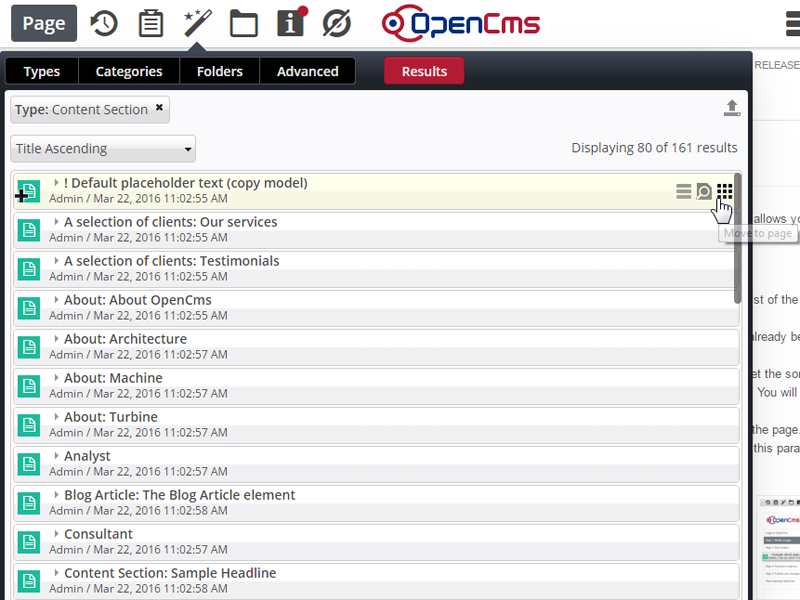 Page
OpenCms
Types Categories Folders Advanced Results
RELEASE
Type: Content Section ×
Title Ascending
Displaying 80 of 161 results
! Default placeholder text (copy model)
Admin / Mar 22, 2016 11:02:55 AM
allows yo
Move to page
A selection of clients: Our services
Admin / Mar 22, 2016 11:02:55 AM
A selection of clients: Testimonials
Admin / Mar 22, 2016 11:02:55 AM
About: About OpenCms
Admin / Mar 22, 2016 11:02:55 AM
st of the
About: Architecture
Admin / Mar 22, 2016 11:02:57 AM
already be
About: Machine
Admin / Mar 22, 2016 11:02:57 AM
et the som
You will
About: Turbine
Admin / Mar 22, 2016 11:02:57 AM
the page.
this para
Analyst
Admin / Mar 22, 2016 11:02:57 AM
Blog Article: The Blog Article element
Admin / Mar 22, 2016 11:02:58 AM
OpenCms
Consultant
Admin / Mar 22, 2016 11:02:57 AM
Content Section: Sample Headline
Admin / Mar 22, 2016 11:02:58 AM